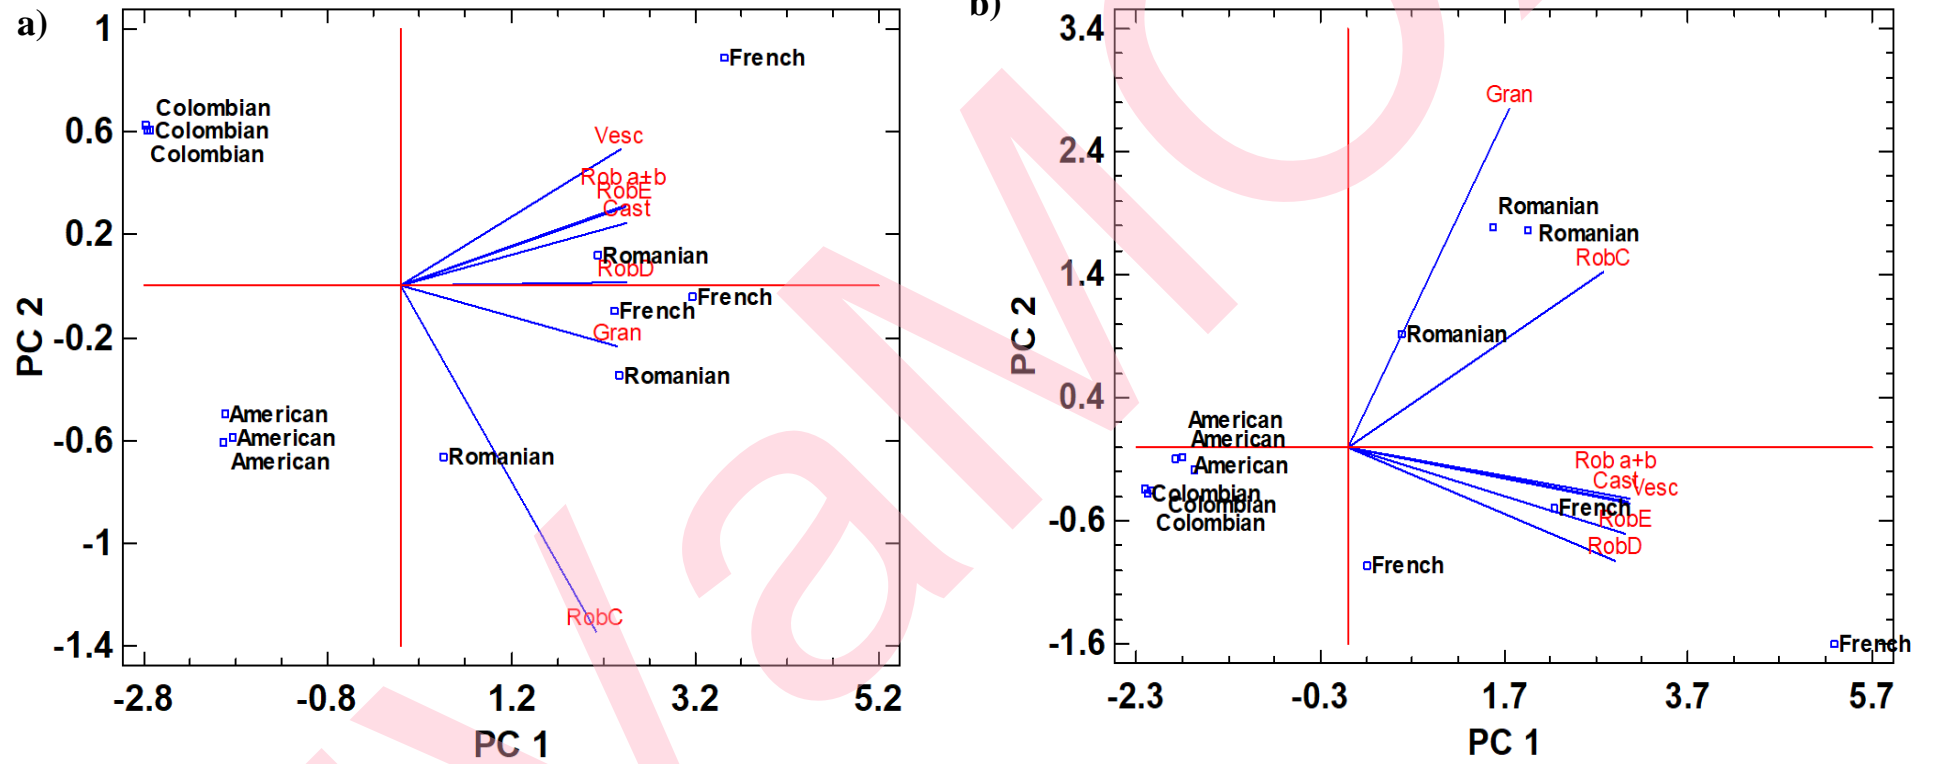 a)
1
0.6
0.2
-0.2
-0.6
-1
-1.4
PC 2
French
Colombian
Colombian
Colombian
Vesc
Rob a+b
RobE
Cast
Romanian
RobD
French
French
Gran
Romanian
American
American
American
Romanian
RobC
-2.8 -0.8 1.2 3.2 5.2
PC 1
b)
3.4
2.4
1.4
0.4
-0.6
-1.6
PC 2
Gran
Romanian
Romanian
RobC
Romanian
American
American
American
Rob a+b
Cast
Vesc
Colombian
Colombian
Colombian
French
RobE
RobD
French
French
-2.3 -0.3 1.7 3.7 5.7
PC 1